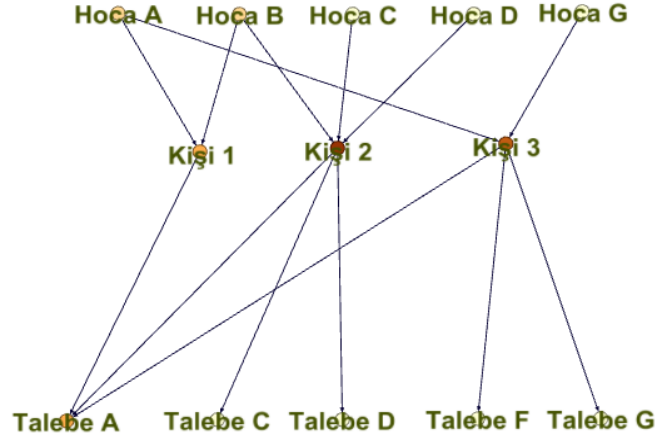 Hoca A Hoca B Hoca C Hoca D Hoca G
Kişi 1 Kişi 2 Kişi 3
Talebe A Talebe C Talebe D Talebe F Talebe G